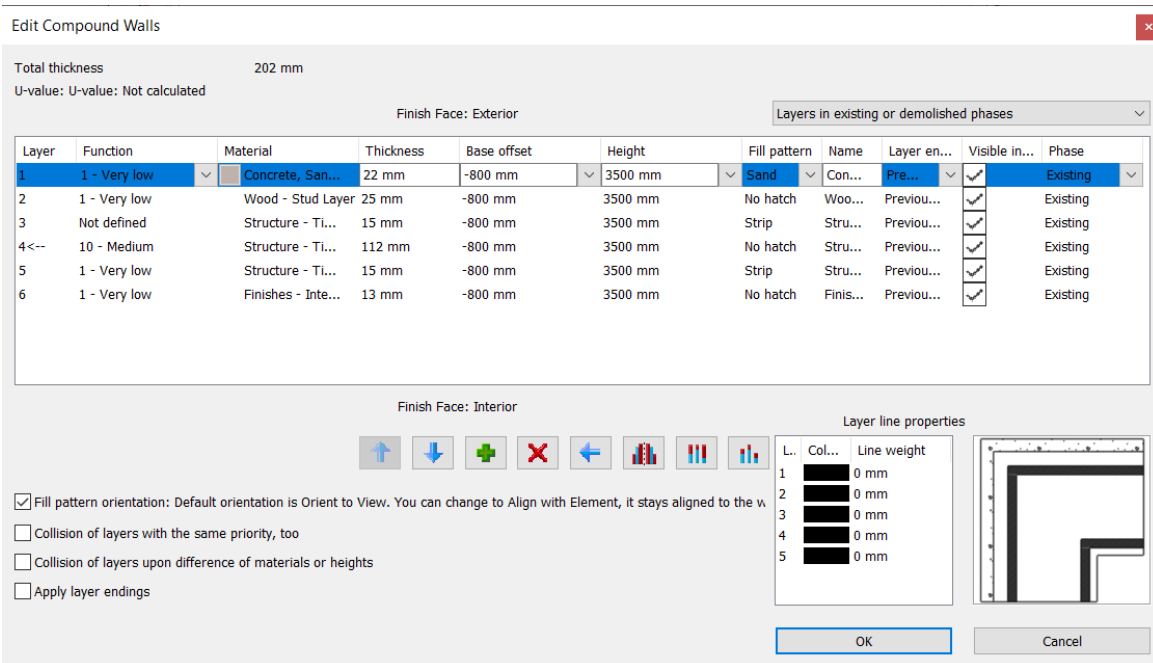 Edit Compound Walls
Total thickness 202 mm
U-value: U-value: Not calculated
Finish Face: Exterior
Layers in existing or demolished phases
Layer Function Material Thickness Base offset Height Fill pattern Name Layer en... Visible in... Phase
1 1 - Very low Concrete, San... 22 mm -800 mm 3500 mm Sand Con... Pre... Existing
2 1 - Very low Wood - Stud Layer 25 mm -800 mm 3500 mm No hatch Woo... Previou... Existing
3 Not defined Structure - Ti... 15 mm -800 mm 3500 mm Strip Stru... Previou... Existing
4<-- 10 - Medium Structure - Ti... 112 mm -800 mm 3500 mm No hatch Stru... Previou... Existing
5 1 - Very low Structure - Ti... 15 mm -800 mm 3500 mm Strip Stru... Previou... Existing
6 1 - Very low Finishes - Inte... 13 mm -800 mm 3500 mm No hatch Finis... Previou... Existing
Finish Face: Interior
Layer line properties
L.. Col... Line weight
1 0 mm
2 0 mm
3 0 mm
4 0 mm
5 0 mm
Fill pattern orientation: Default orientation is Orient to View. You can change to Align with Element, it stays aligned to the w
Collision of layers with the same priority, too
Collision of layers upon difference of materials or heights
Apply layer endings
OK Cancel